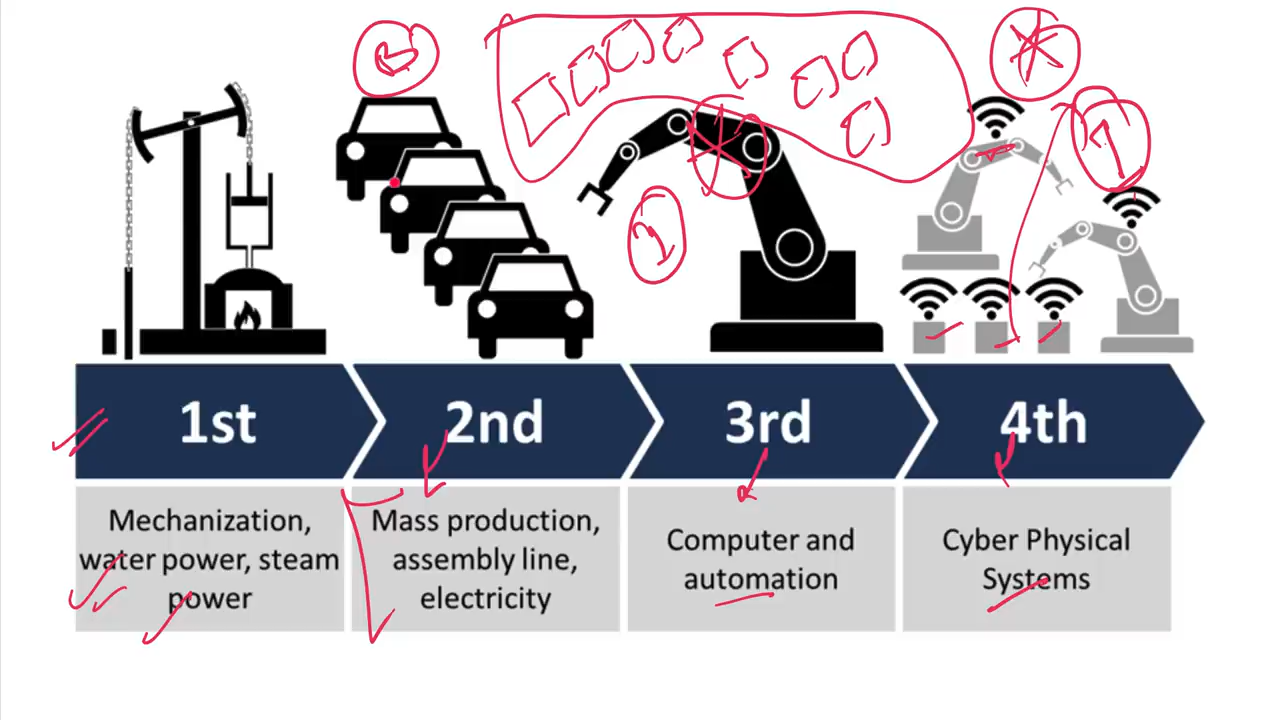 1st
2nd
3rd
4th
Mechanization,
water power, steam
power
Mass production,
assembly line,
electricity
Computer and
automation
Cyber Physical
Systems